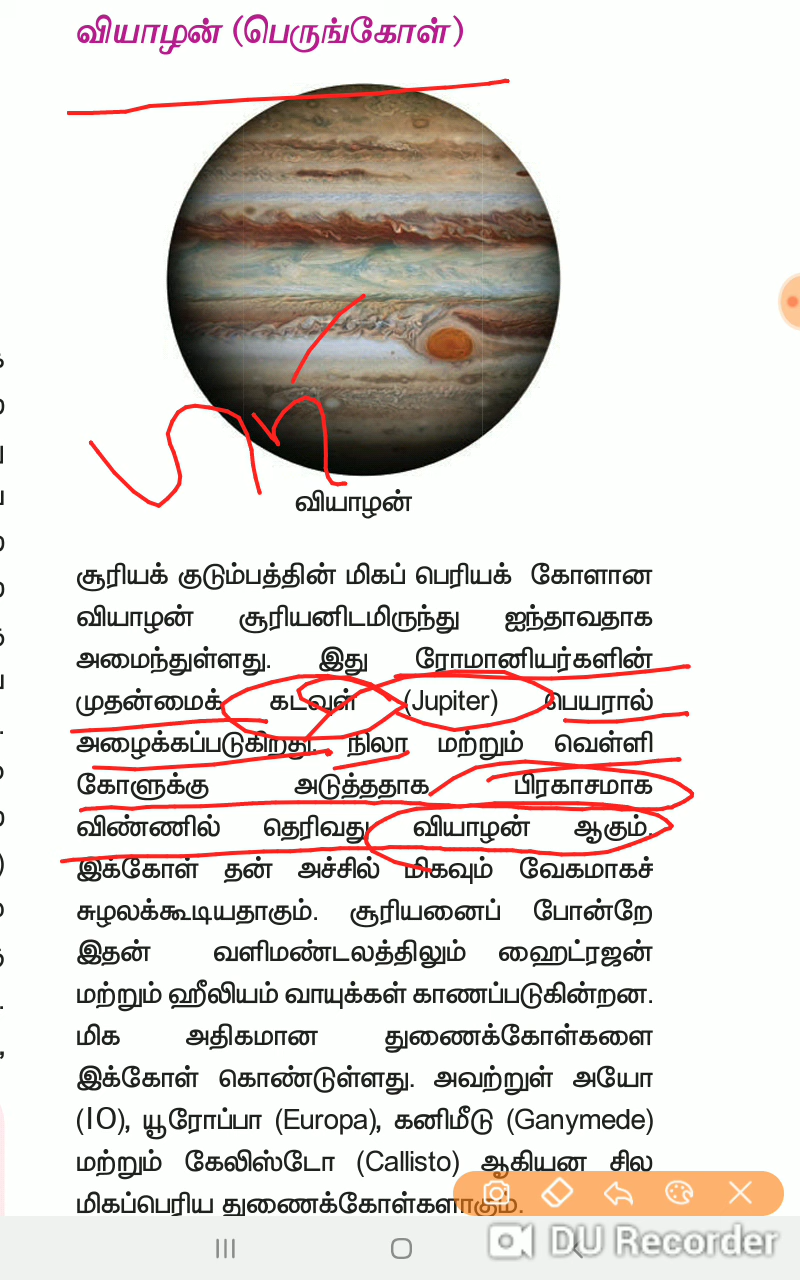 வியாழன் (பெருங்கோள்)
வியாழன்
சூரியக் குடும்பத்தின் மிகப் பெரியக் கோளான
வியாழன் சூரியனிடமிருந்து ஐந்தாவதாக
அமைந்துள்ளது. இது ரோமானியர்களின்
முதன்மைக் கடவுள் (Jupiter) பெயரால்
அழைக்கப்படுகிறது. நிலா மற்றும் வெள்ளி
கோளுக்கு அடுத்ததாக பிரகாசமாக
விண்ணில் தெரிவது வியாழன் ஆகும்.
இக்கோள் தன் அச்சில் மிகவும் வேகமாகச்
சுழலக்கூடியதாகும். சூரியனைப் போன்றே
இதன் வளிமண்டலத்திலும் ஹைட்ரஜன்
மற்றும் ஹீலியம் வாயுக்கள் காணப்படுகின்றன.
மிக அதிகமான துணைக்கோள்களை
இக்கோள் கொண்டுள்ளது. அவற்றுள் அயோ
(IO), யூரோப்பா (Europa), கனிமீடு (Ganymede)
மற்றும் கேலிஸ்டோ (Callisto) ஆகியன சில
மிகப்பெரிய துணைக்கோள்களாகும்.
DU Recorder